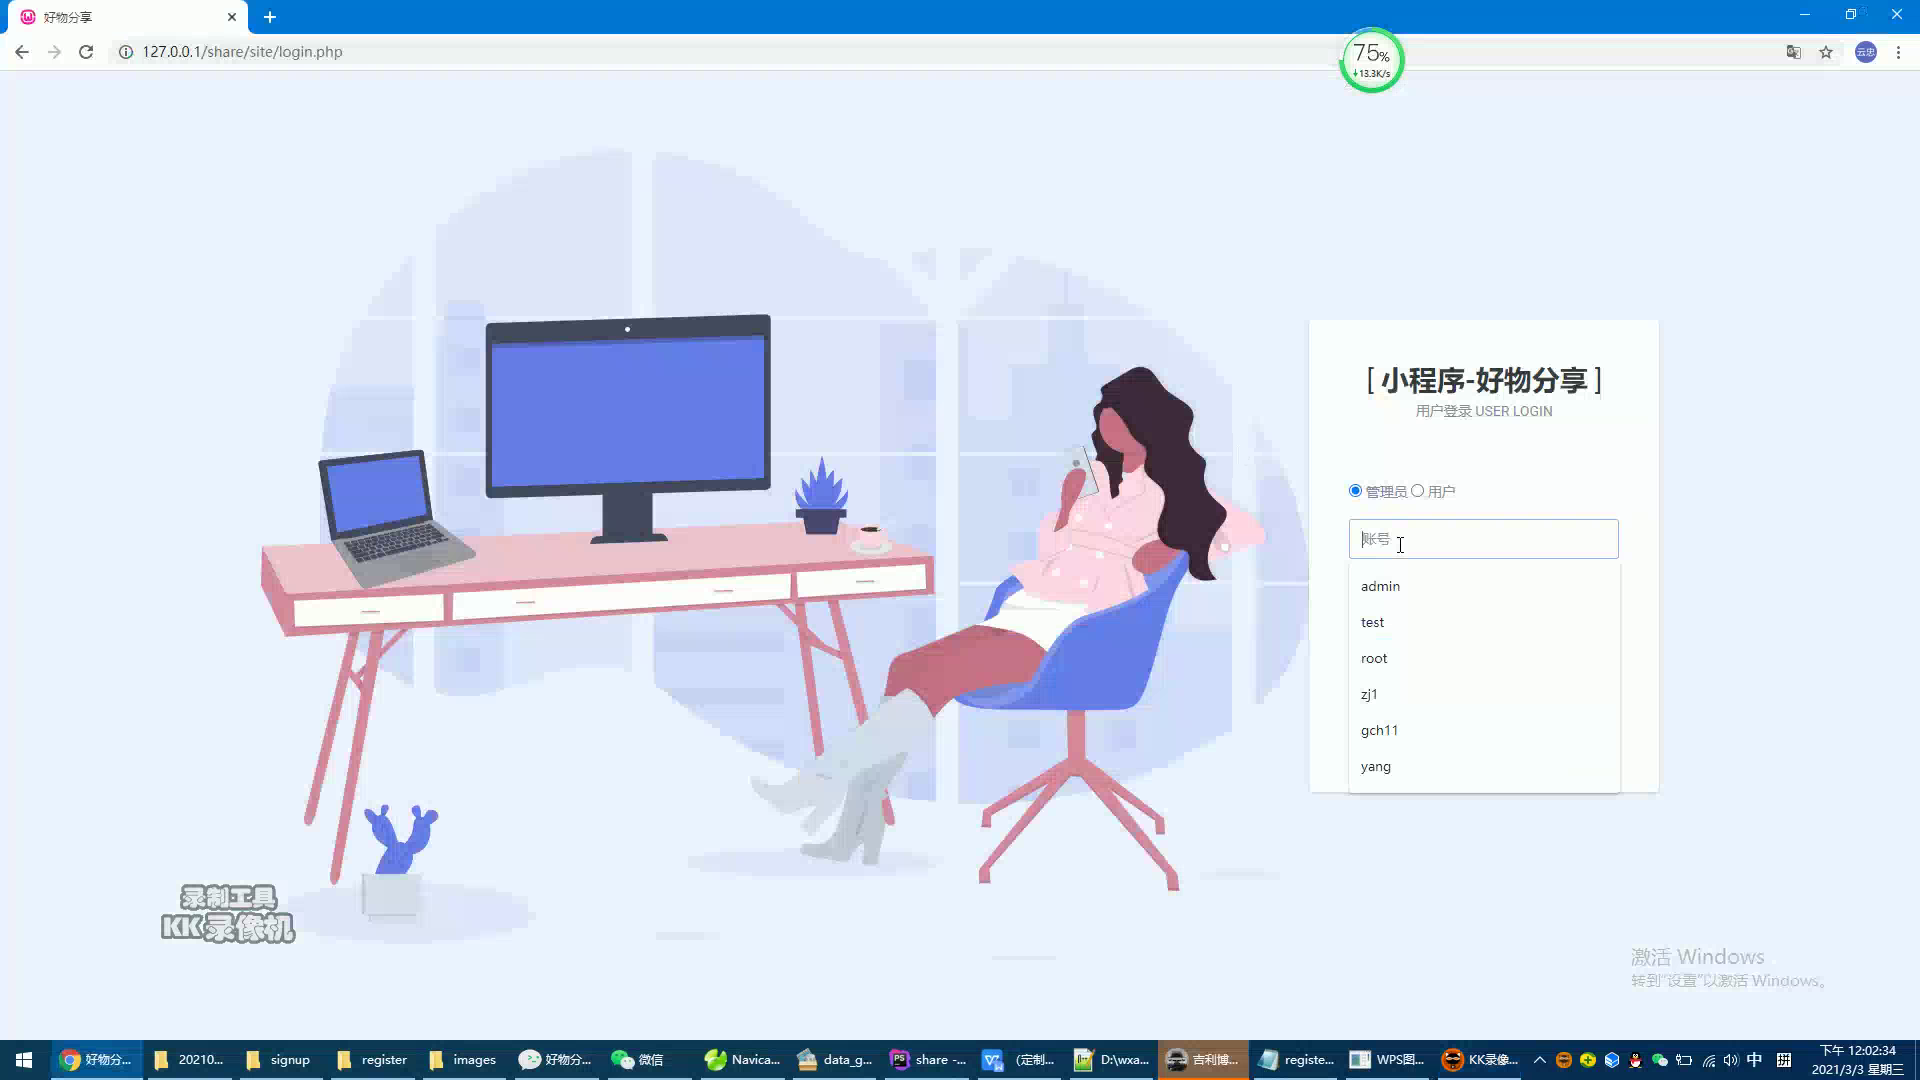 好物分享
127.0.0.1/share/site/login.php
75%
↓13.3K/s
云忠
[ 小程序-好物分享 ]
用户登录 USER LOGIN
管理员 用户
账号
admin
test
root
zj1
gch11
yang
录制工具
KK录像机
激活 Windows
转到"设置"以激活 Windows。
好物分...
20210...
signup
register
images
好物分...
微信
Navica...
data_g...
share -...
(定制...
D:\wxa...
吉利博...
registe...
WPS图...
KK录像...
中
拼
下午 12:02:34
2021/3/3 星期三